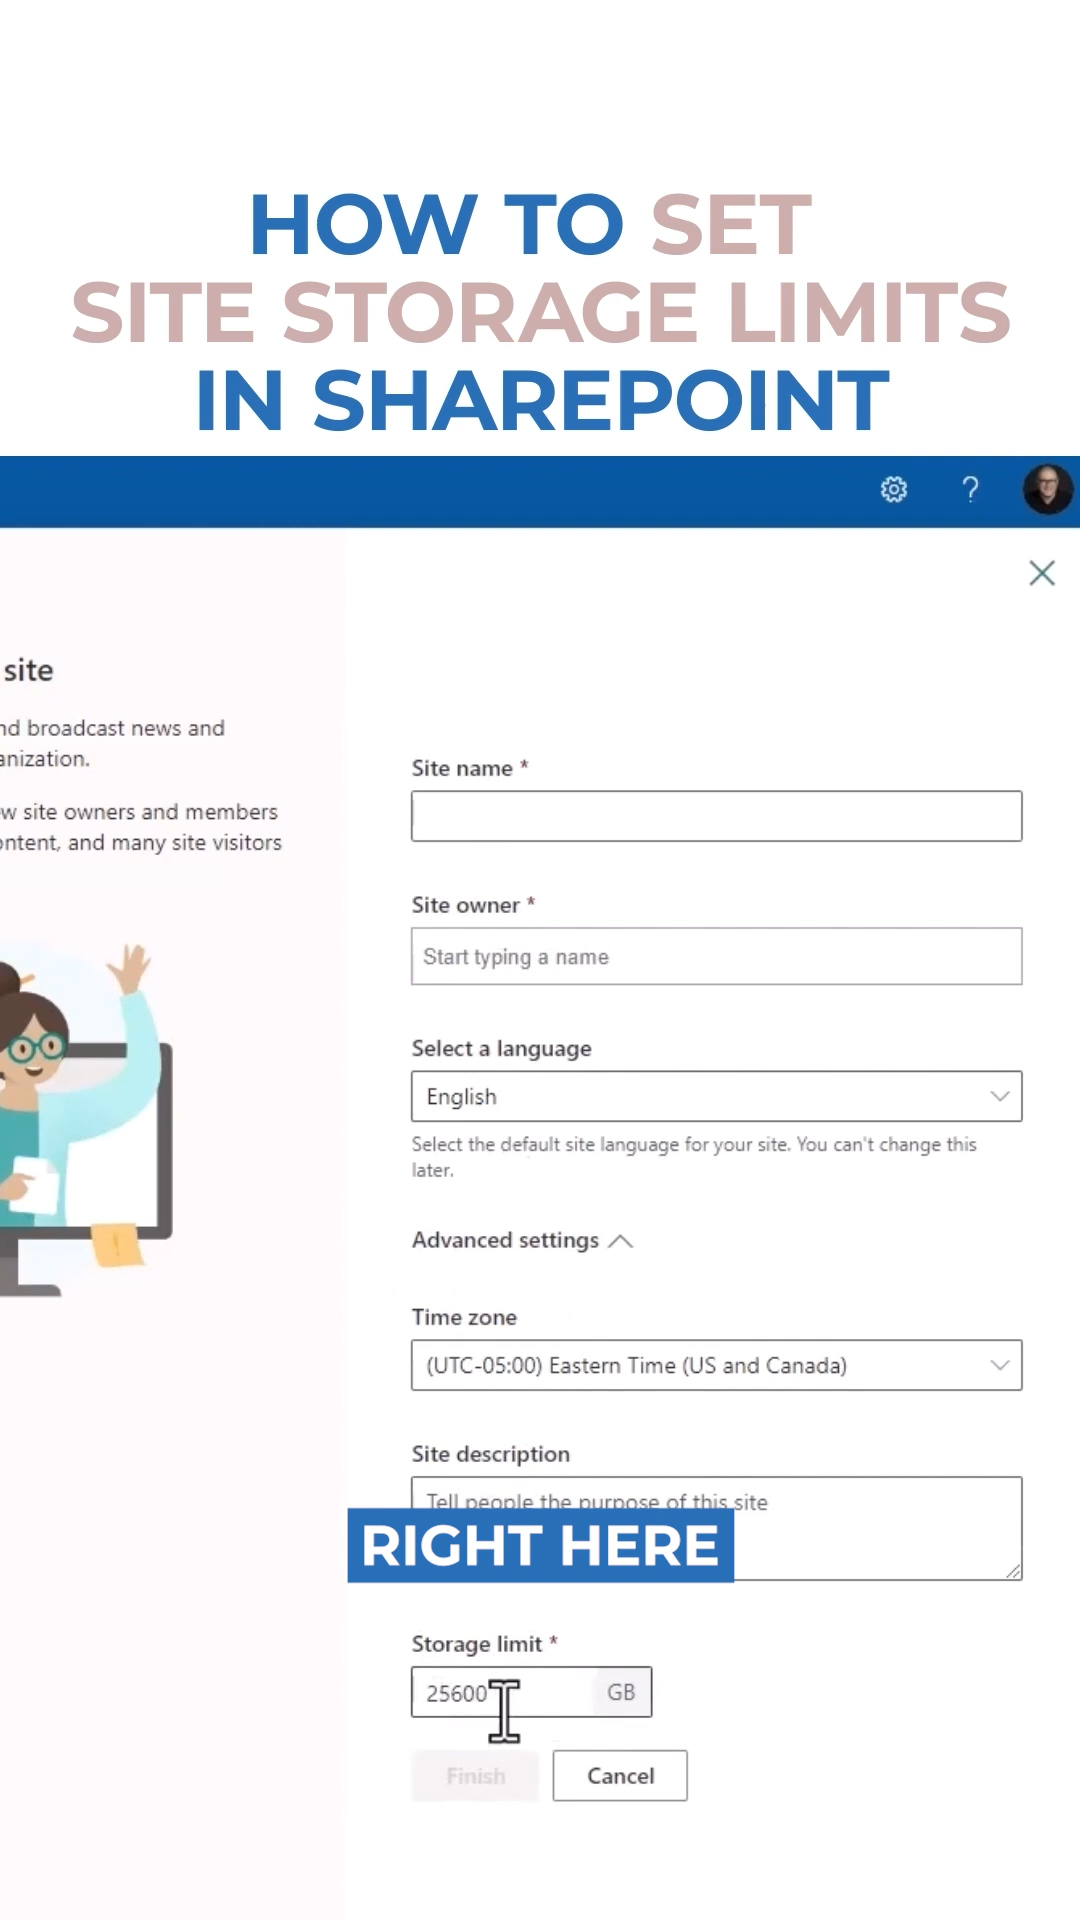 HOW TO SET
SITE STORAGE LIMITS
IN SHAREPOINT
?
site
nd broadcast news and
anization.
w site owners and members
ontent, and many site visitors
Site name *
Site owner *
Start typing a name
Select a language
English
Select the default site language for your site. You can't change this
later.
Advanced settings
Time zone
(UTC-05:00) Eastern Time (US and Canada)
Site description
Tell people the purpose of this site
RIGHT HERE
Storage limit *
25600 GB
Finish Cancel